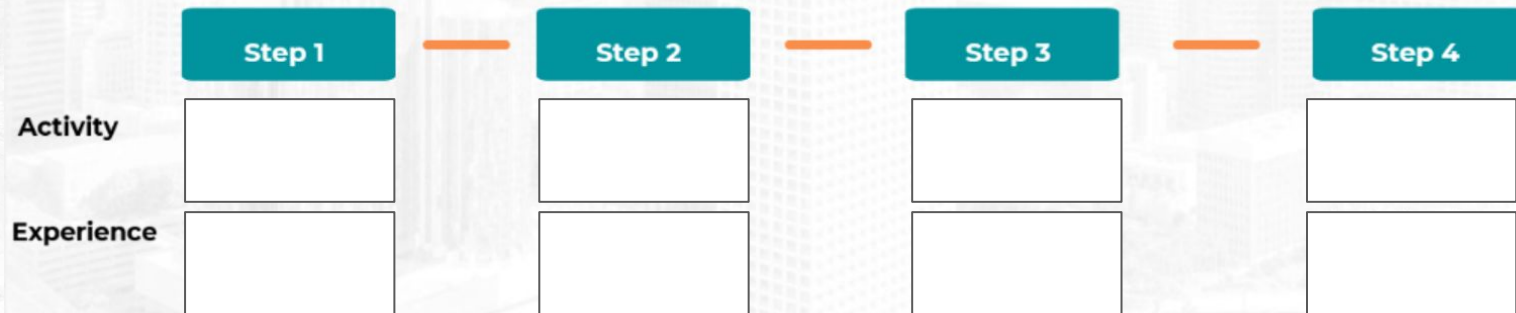 Step 1
Step 2
Step 3
Step 4
Activity
Experience